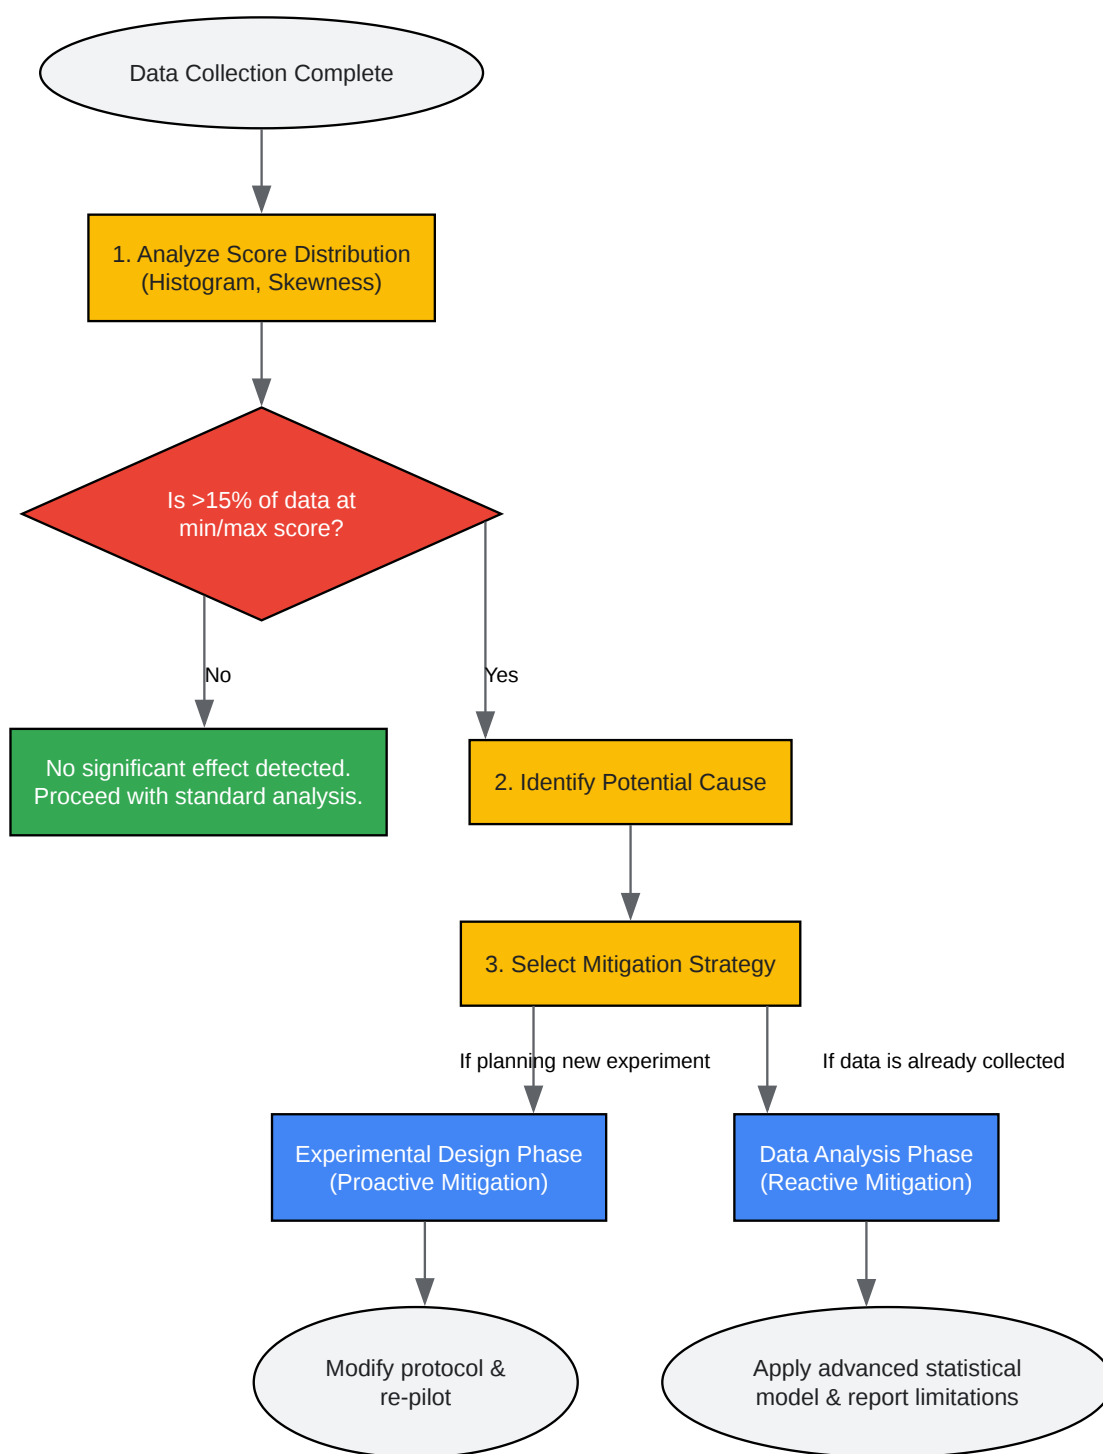 Data Collection Complete
1. Analyze Score Distribution
(Histogram, Skewness)
Is >15% of data at
min/max score?
No
Yes
No significant effect detected.
Proceed with standard analysis.
2. Identify Potential Cause
3. Select Mitigation Strategy
If planning new experiment
If data is already collected
Experimental Design Phase
(Proactive Mitigation)
Data Analysis Phase
(Reactive Mitigation)
Modify protocol &
re-pilot
Apply advanced statistical
model & report limitations